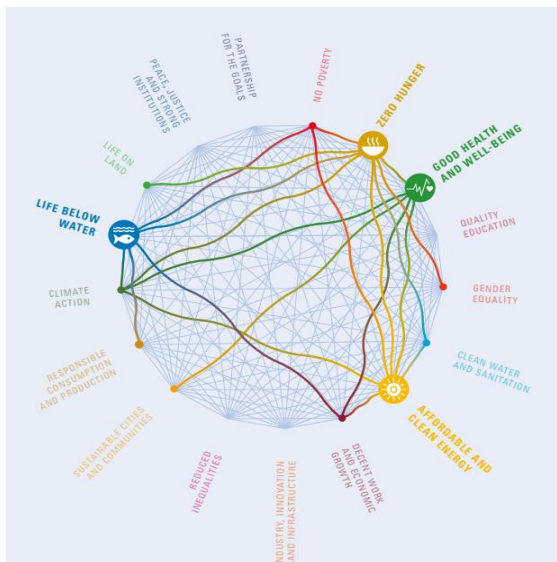 PARTNERSHIP
FOR THE GOALS
NO POVERTY
ZERO HUNGER
GOOD HEALTH
AND WELL-BEING
QUALITY
EDUCATION
GENDER
EQUALITY
CLEAN WATER
AND SANITATION
AFFORDABLE AND
CLEAN ENERGY
DECENT WORK
AND ECONOMIC
GROWTH
INDUSTRY, INNOVATION
AND INFRASTRUCTURE
REDUCED
INEQUALITIES
SUSTAINABLE CITIES
AND COMMUNITIES
RESPONSIBLE
CONSUMPTION
AND PRODUCTION
CLIMATE
ACTION
LIFE BELOW
WATER
LIFE ON
LAND
PEACE, JUSTICE
AND STRONG
INSTITUTIONS